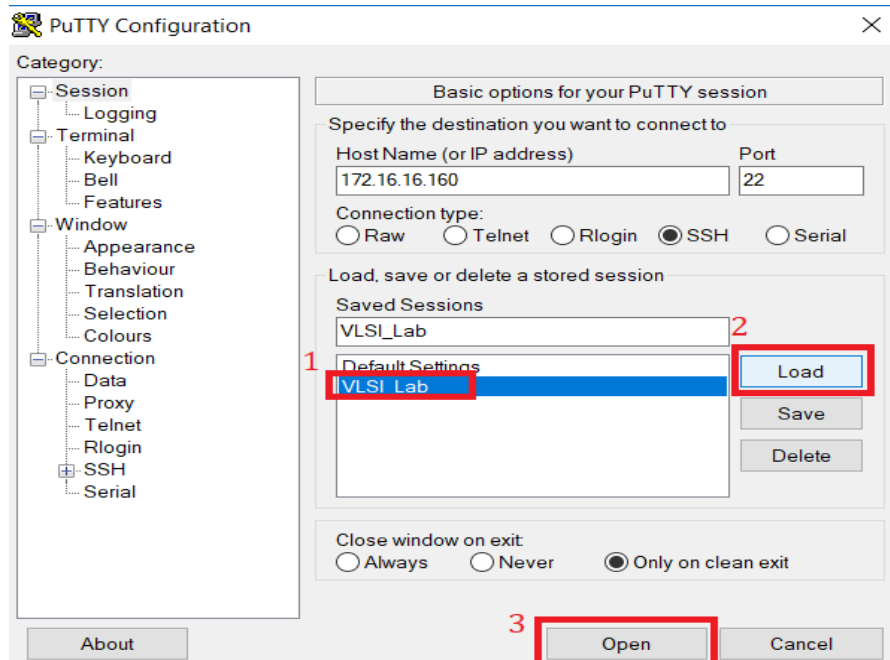 PuTTY Configuration
Category:
Session
Logging
Terminal
Keyboard
Bell
Features
Window
Appearance
Behaviour
Translation
Selection
Colours
Connection
Data
Proxy
Telnet
Rlogin
SSH
Serial
Basic options for your PuTTY session
Specify the destination you want to connect to
Host Name (or IP address) Port
172.16.16.160 22
Connection type:
Raw Telnet Rlogin SSH Serial
Load, save or delete a stored session
Saved Sessions
VLSI_Lab
2
1
Default Settings
VLSI_Lab
Load
Save
Delete
Close window on exit:
Always Never Only on clean exit
3
About Open Cancel